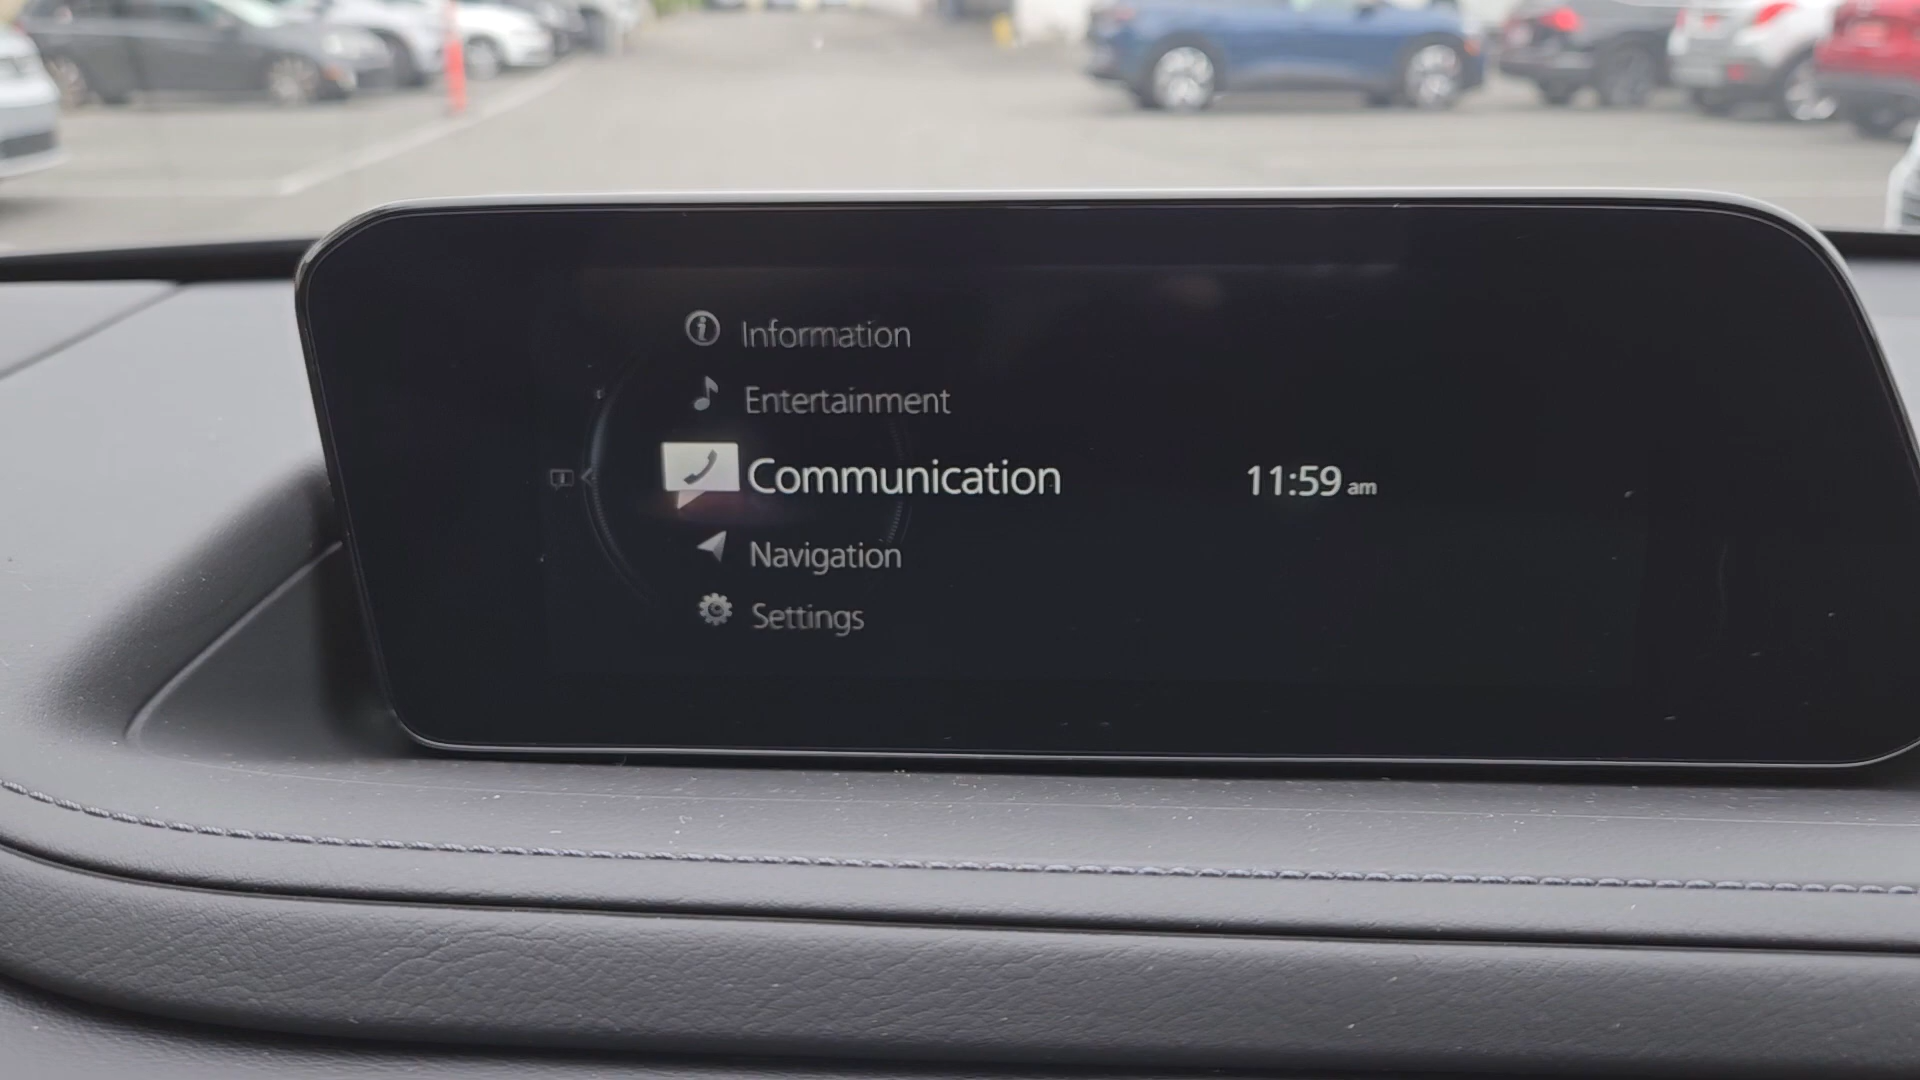 Information
Entertainment
Communication
11:59 am
Navigation
Settings